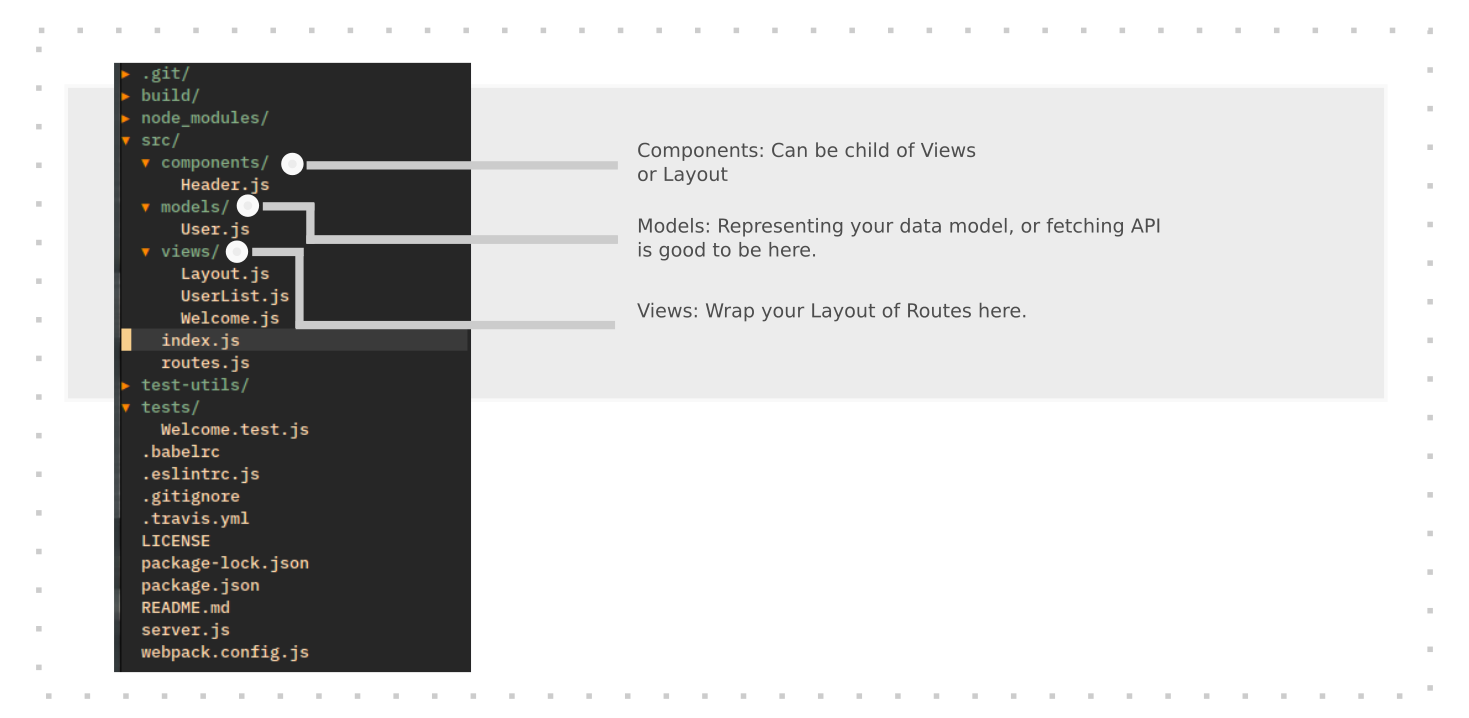 .git/
build/
node_modules/
src/
components/
Header.js
models/
User.js
views/
Layout.js
UserList.js
Welcome.js
index.js
routes.js
test-utils/
tests/
Welcome.test.js
.babelrc
.eslintrc.js
.gitignore
.travis.yml
LICENSE
package-lock.json
package.json
README.md
server.js
webpack.config.js
Components: Can be child of Views
or Layout
Models: Representing your data model, or fetching API
is good to be here.
Views: Wrap your Layout of Routes here.